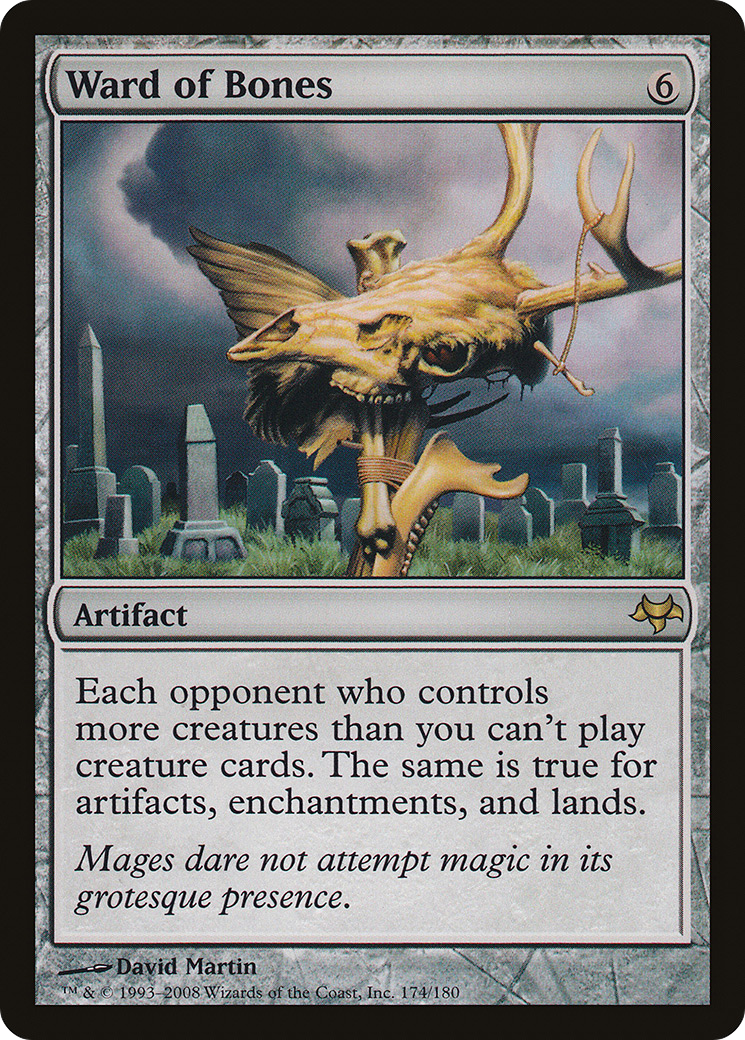 Ward of Bones 6
Artifact
Each opponent who controls
more creatures than you can't play
creature cards. The same is true for
artifacts, enchantments, and lands.
Mages dare not attempt magic in its
grotesque presence.
David Martin
™ & © 1993–2008 Wizards of the Coast, Inc. 174/180